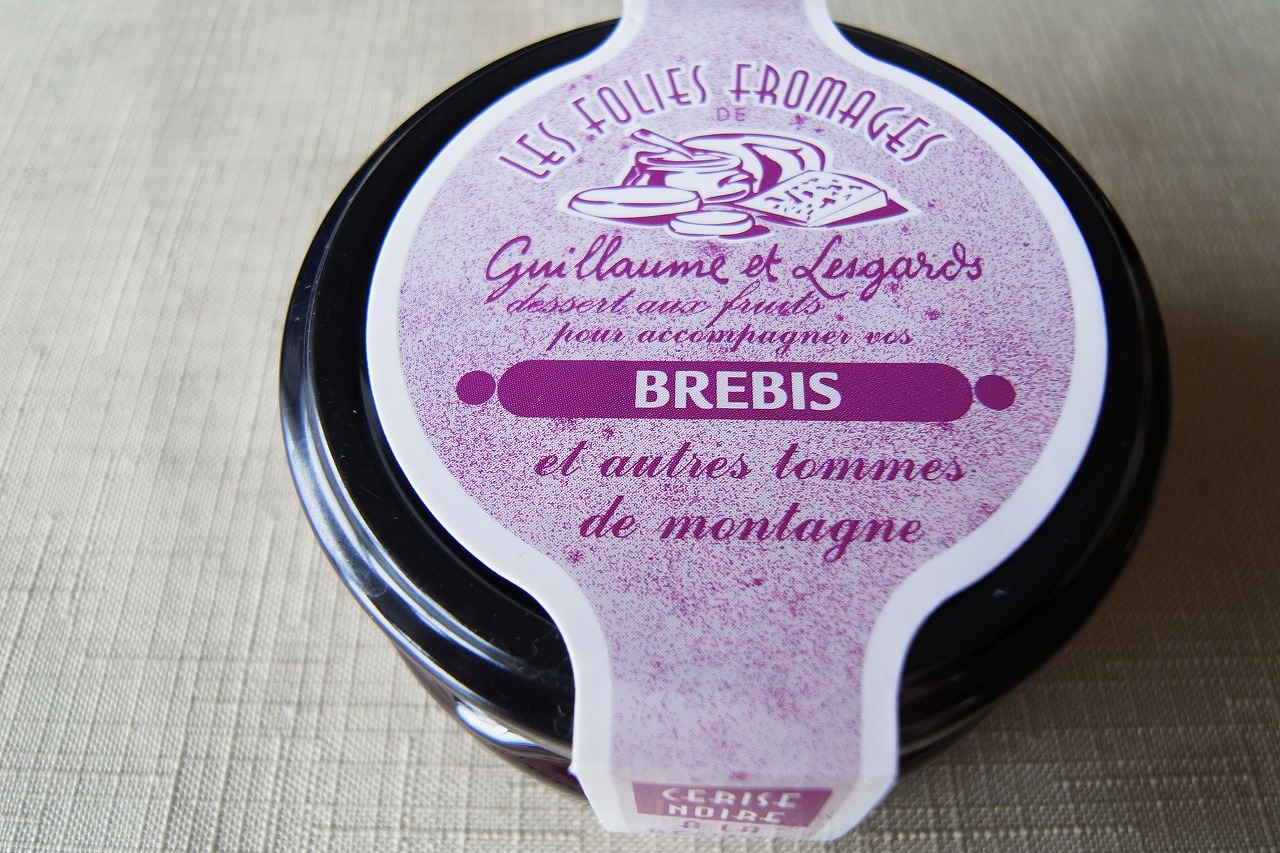 LES FOLIES FROMAGES
DE
Guillaume et Lesgards
dessert aux fruits
pour accompagner vos
BREBIS
et autres tommes
de montagne
CERISE
NOIRE
À LA